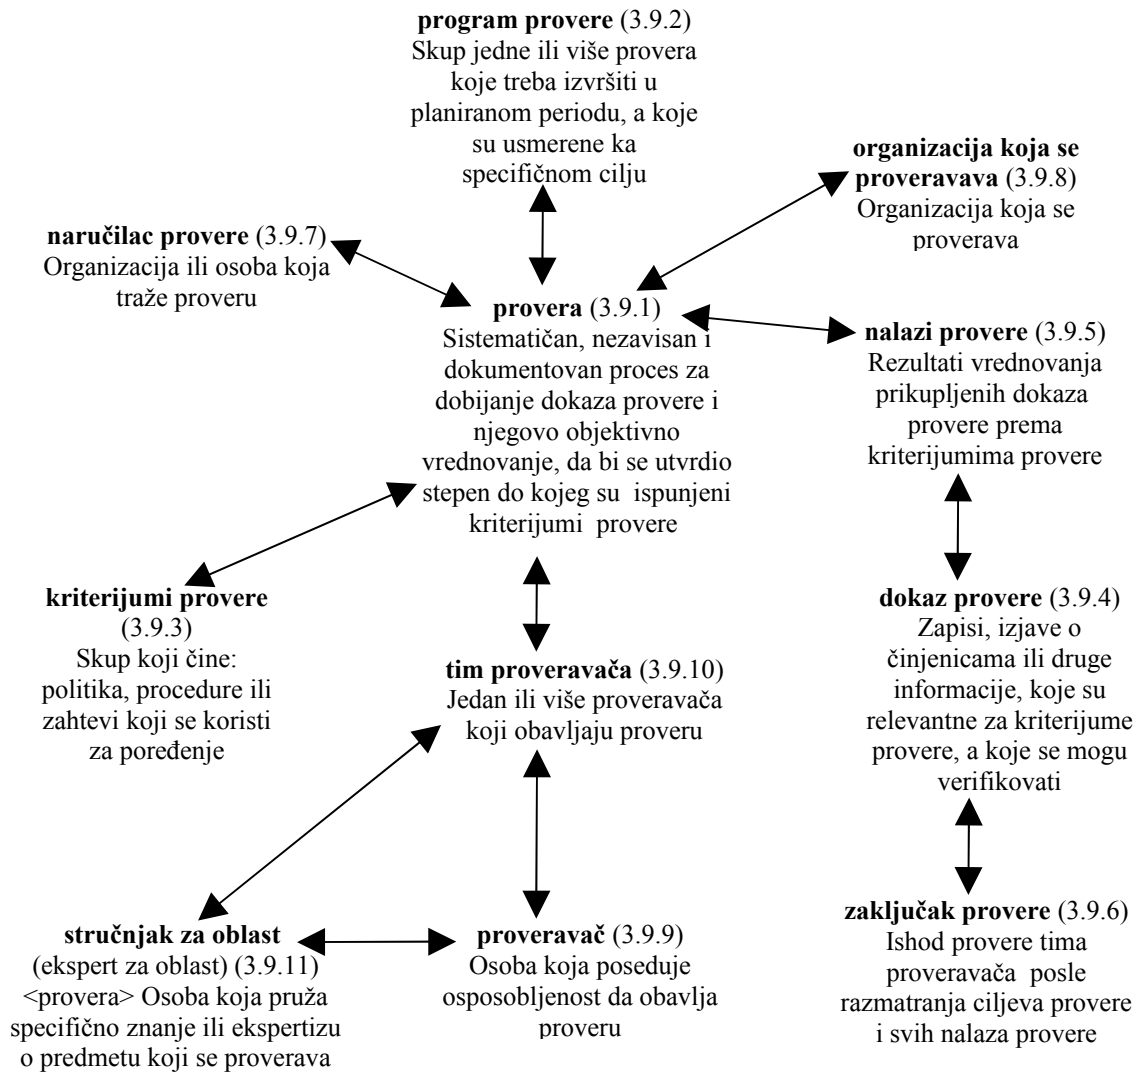 program provere (3.9.2)
Skup jedne ili više provera
koje treba izvršiti u
planiranom periodu, a koje
su usmerene ka
specifičnom cilju
organizacija koja se
proveravava (3.9.8)
Organizacija koja se
proverava
naručilac provere (3.9.7)
Organizacija ili osoba koja
traže proveru
provera (3.9.1)
Sistematičan, nezavisan i
dokumentovan proces za
dobijanje dokaza provere i
njegovo objektivno
vrednovanje, da bi se utvrdio
stepen do kojeg su ispunjeni
kriterijumi provere
nalazi provere (3.9.5)
Rezultati vrednovanja
prikupljenih dokaza
provere prema
kriterijumima provere
kriterijumi provere
(3.9.3)
Skup koji čine:
politika, procedure ili
zahtevi koji se koristi
za poređenje
tim proveravača (3.9.10)
Jedan ili više proveravača
koji obavljaju proveru
dokaz provere (3.9.4)
Zapisi, izjave o
činjenicama ili druge
informacije, koje su
relevantne za kriterijume
provere, a koje se mogu
verifikovati
stručnjak za oblast
(ekspert za oblast) (3.9.11)
<provera> Osoba koja pruža
specifično znanje ili ekspertizu
o predmetu koji se proverava
proveravač (3.9.9)
Osoba koja poseduje
osposobljenost da obavlja
proveru
zaključak provere (3.9.6)
Ishod provere tima
proveravača posle
razmatranja ciljeva provere
i svih nalaza provere